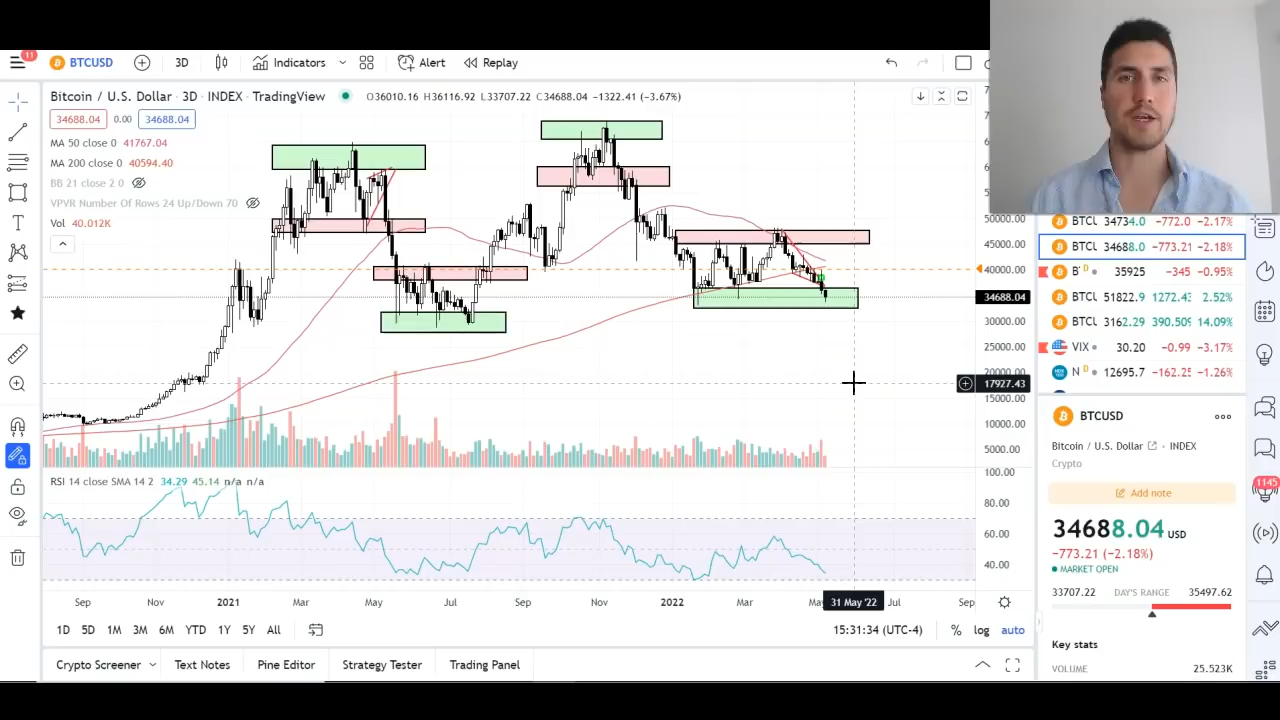 11
BTCUSD
3D
Indicators
Alert
Replay
Bitcoin / U.S. Dollar · 3D · INDEX · TradingView
O36010.16 H36116.92 L33707.22 C34688.04 -1322.41 (-3.67%)
34688.04 0.00 34688.04
MA 50 close 0 41767.04
MA 200 close 0 40594.40
BB 21 close 2 0
VPVR Number Of Rows 24 Up/Down 70
Vol 40.012K
50000.00
45000.00
40000.00
34688.04
30000.00
25000.00
20000.00
17927.43
15000.00
10000.00
5000.00
RSI 14 close SMA 14 2 34.29 45.14 n/a n/a
100.00
80.00
60.00
40.00
Sep Nov 2021 Mar May Jul Sep Nov 2022 Mar May 31 May '22 Jul Sep
1D 5D 1M 3M 6M YTD 1Y 5Y All
15:31:34 (UTC-4)
% log auto
Crypto Screener
Text Notes
Pine Editor
Strategy Tester
Trading Panel
BTCU 34734.0 -772.0 -2.17%
BTCU 34688.0 -773.21 -2.18%
B D 35925 -345 -0.95%
BTCU 51822.9 1272.43 2.52%
BTCU 3162.29 390.509 14.09%
VIX 30.20 -0.99 -3.17%
N D 12695.7 -162.25 -1.26%
BTCUSD
Bitcoin / U.S. Dollar · INDEX
Crypto
Add note
34688.04 USD
-773.21 (-2.18%)
MARKET OPEN
33707.22 DAY'S RANGE 35497.62
Key stats
VOLUME 25.523K
1145